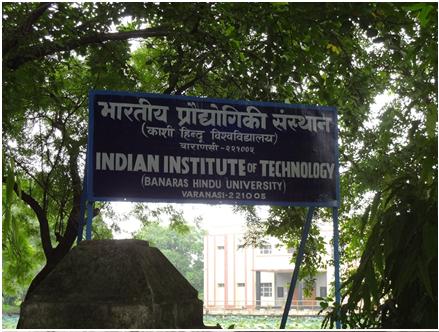 भारतीय प्रौद्योगिकी संस्थान
(काशी हिन्दू विश्वविद्यालय)
वाराणसी-२२१००५
INDIAN INSTITUTE OF TECHNOLOGY
(BANARAS HINDU UNIVERSITY)
VARANASI-221005